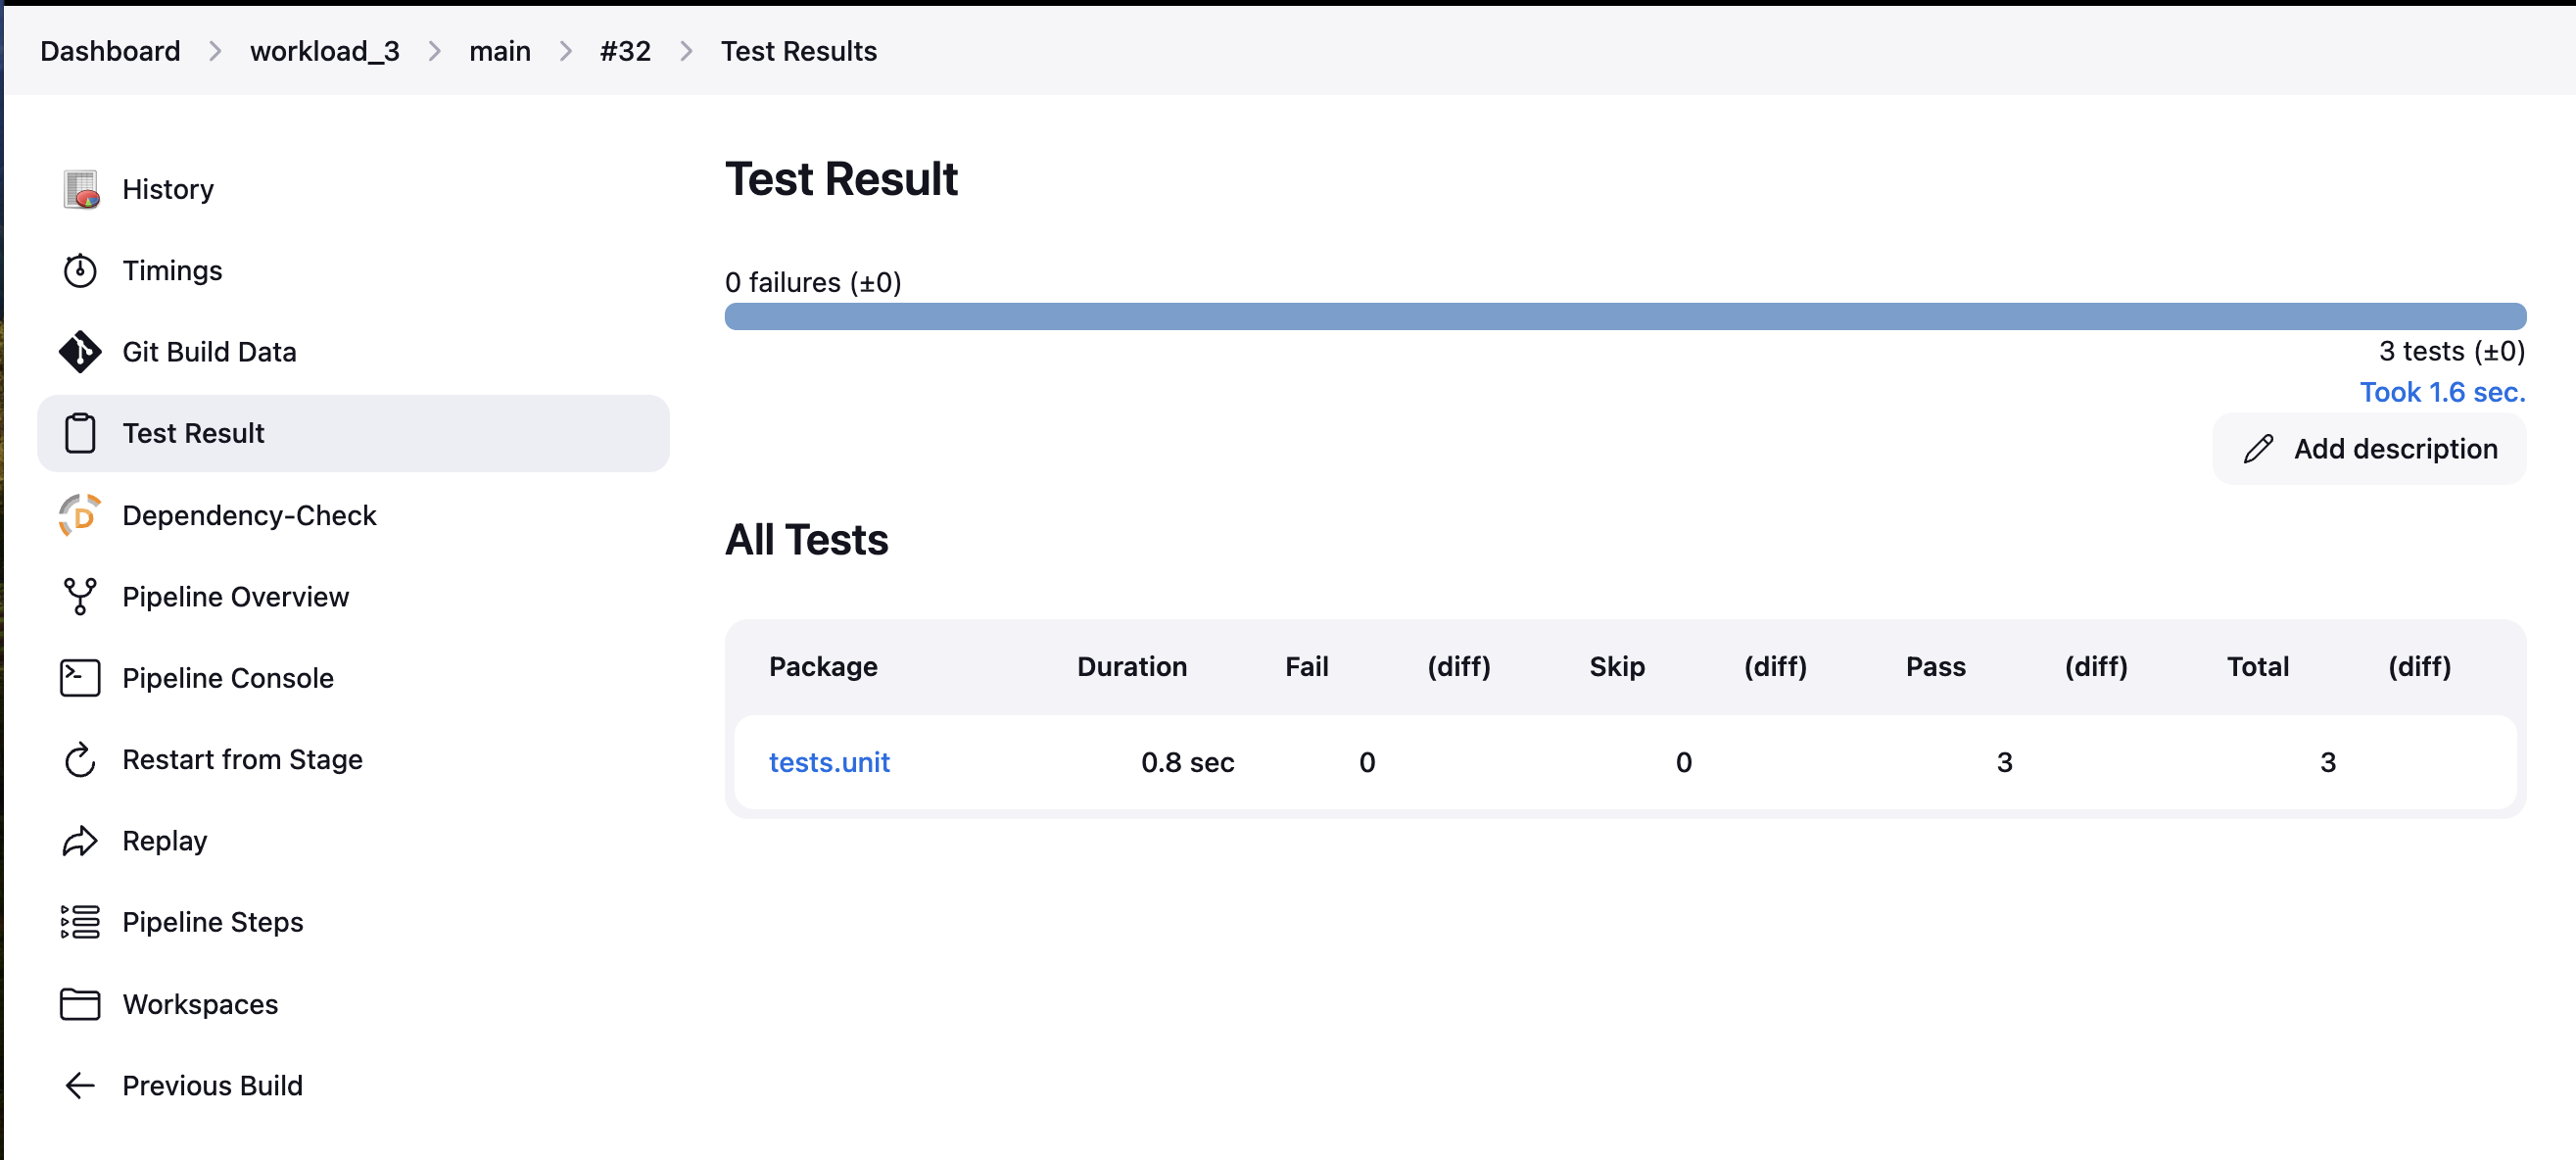 Dashboard > workload_3 > main > #32 > Test Results
History
Timings
Git Build Data
Test Result
Dependency-Check
Pipeline Overview
Pipeline Console
Restart from Stage
Replay
Pipeline Steps
Workspaces
Previous Build
Test Result
0 failures (±0)
3 tests (±0)
Took 1.6 sec.
Add description
All Tests
Package Duration Fail (diff) Skip (diff) Pass (diff) Total (diff)
tests.unit 0.8 sec 0 0 3 3